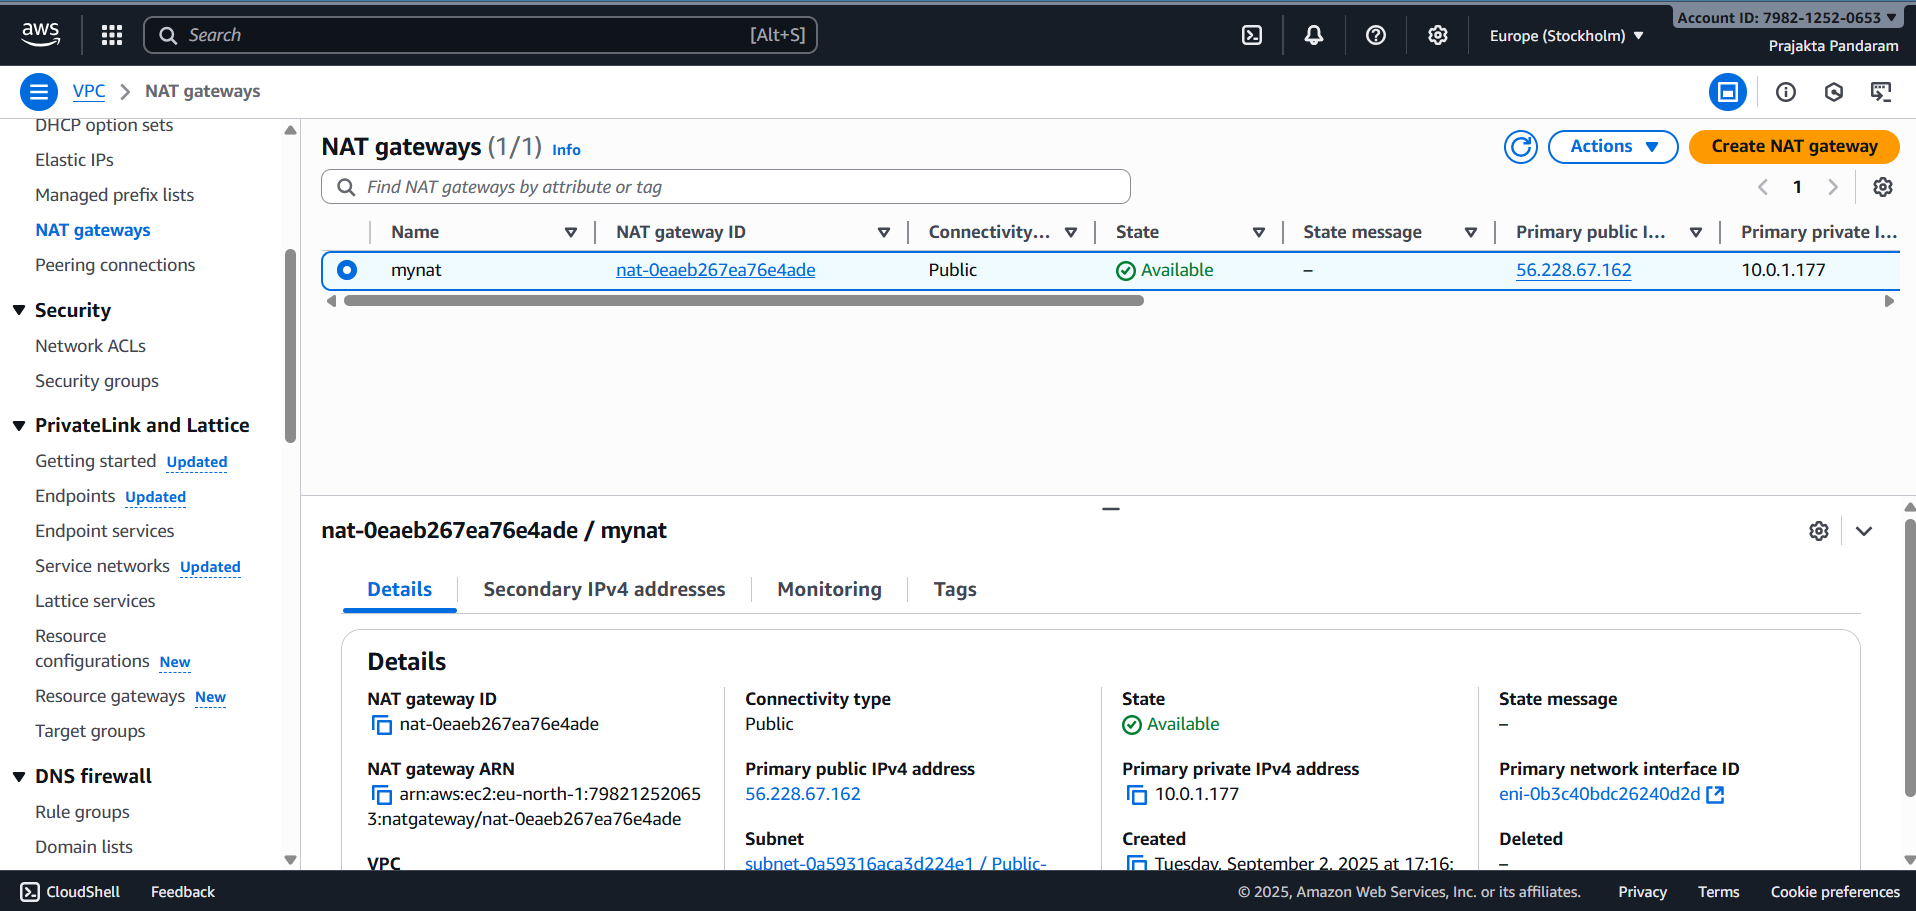 aws
Search [Alt+S]
Europe (Stockholm)
Account ID: 7982-1252-0653
Prajakta Pandaram
VPC > NAT gateways
DHCP option sets
Elastic IPs
Managed prefix lists
NAT gateways
Peering connections
Security
Network ACLs
Security groups
PrivateLink and Lattice
Getting started Updated
Endpoints Updated
Endpoint services
Service networks Updated
Lattice services
Resource
configurations New
Resource gateways New
Target groups
DNS firewall
Rule groups
Domain lists
NAT gateways (1/1) Info
Actions
Create NAT gateway
Find NAT gateways by attribute or tag
1
Name NAT gateway ID Connectivity... State State message Primary public I... Primary private I...
mynat nat-0eaeb267ea76e4ade Public Available – 56.228.67.162 10.0.1.177
nat-0eaeb267ea76e4ade / mynat
Details Secondary IPv4 addresses Monitoring Tags
Details
NAT gateway ID
nat-0eaeb267ea76e4ade
Connectivity type
Public
State
Available
State message
–
NAT gateway ARN
arn:aws:ec2:eu-north-1:79821252065
3:natgateway/nat-0eaeb267ea76e4ade
Primary public IPv4 address
56.228.67.162
Primary private IPv4 address
10.0.1.177
Primary network interface ID
eni-0b3c40bdc26240d2d
VPC
Subnet
subnet-0a59316aca3d224e1 / Public-
Created
Tuesday, September 2, 2025 at 17:16:
Deleted
–
CloudShell Feedback
© 2025, Amazon Web Services, Inc. or its affiliates. Privacy Terms Cookie preferences